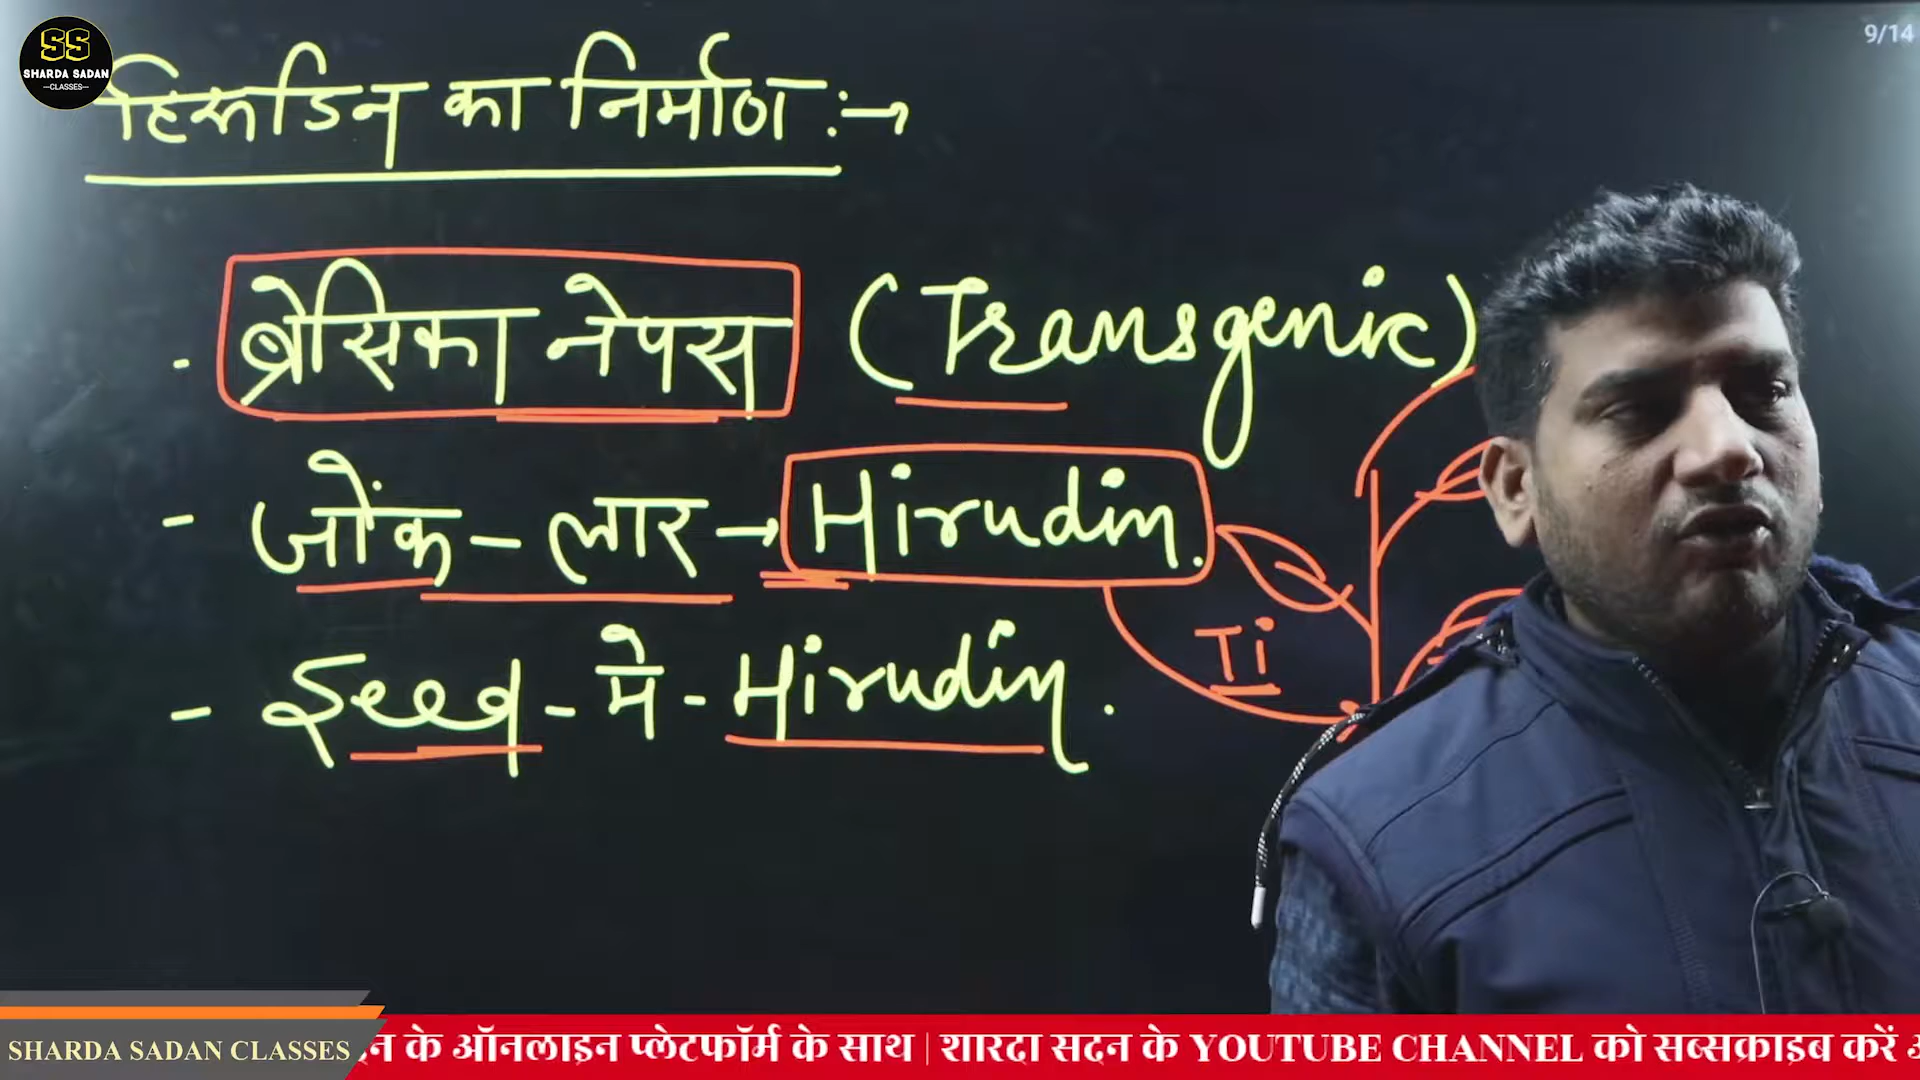 SS
SHARDA SADAN
CLASSES
9/14
हिरूडिन का निर्माण :→
ब्रेसिका नेपस (Transgenic)
- जोंक - लार → Hirudin.
Ti
- Seed - मे - Hirudin.
SHARDA SADAN CLASSES
के ऑनलाइन प्लेटफॉर्म के साथ | शारदा सदन के YOUTUBE CHANNEL को सब्सक्राइब करें